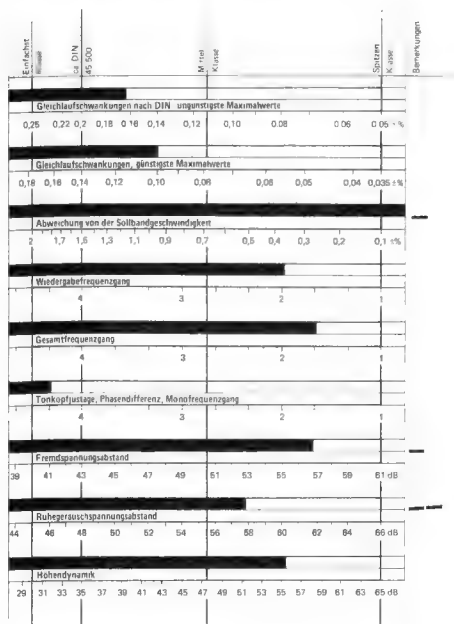 Einfachst
Klasse
ca. DIN
45 500
Mittel
Klasse
Spitzen
Klasse
Bemerkungen
Gleichlaufschwankungen nach DIN ungünstigste Maximalwerte
0,25 0,22 0,2 0,18 0 16 0,14 0,12 0,10 0.08 0 06 0 05 %
Gleichlaufschwankungen, günstigste Maximalwerte
0,18 0,16 0,14 0,12 0,10 0,08 0,06 0,05 0,04 0,035 ±%
Abweichung von der Sollbandgeschwindigkeit
2 1,7 1,5 1,3 1,1 0,9 0,7 0,5 0,4 0,3 0,2 0,1 ±%
Wiedergabefrequenzgang
4 3 2 1
Gesamtfrequenzgang
4 3 2 1
Tonkopfjustage, Phasendifferenz, Monofrequenzgang
4 3 2 1
Fremdspannungsabstand
39 41 43 45 47 49 51 53 55 57 59 61 dB
Ruhegeräuschspannungsabstand
44 46 48 50 52 54 56 58 60 62 64 66 dB
Höhendynamik
29 31 33 35 37 39 41 43 45 47 49 51 53 55 57 59 61 63 65 dB